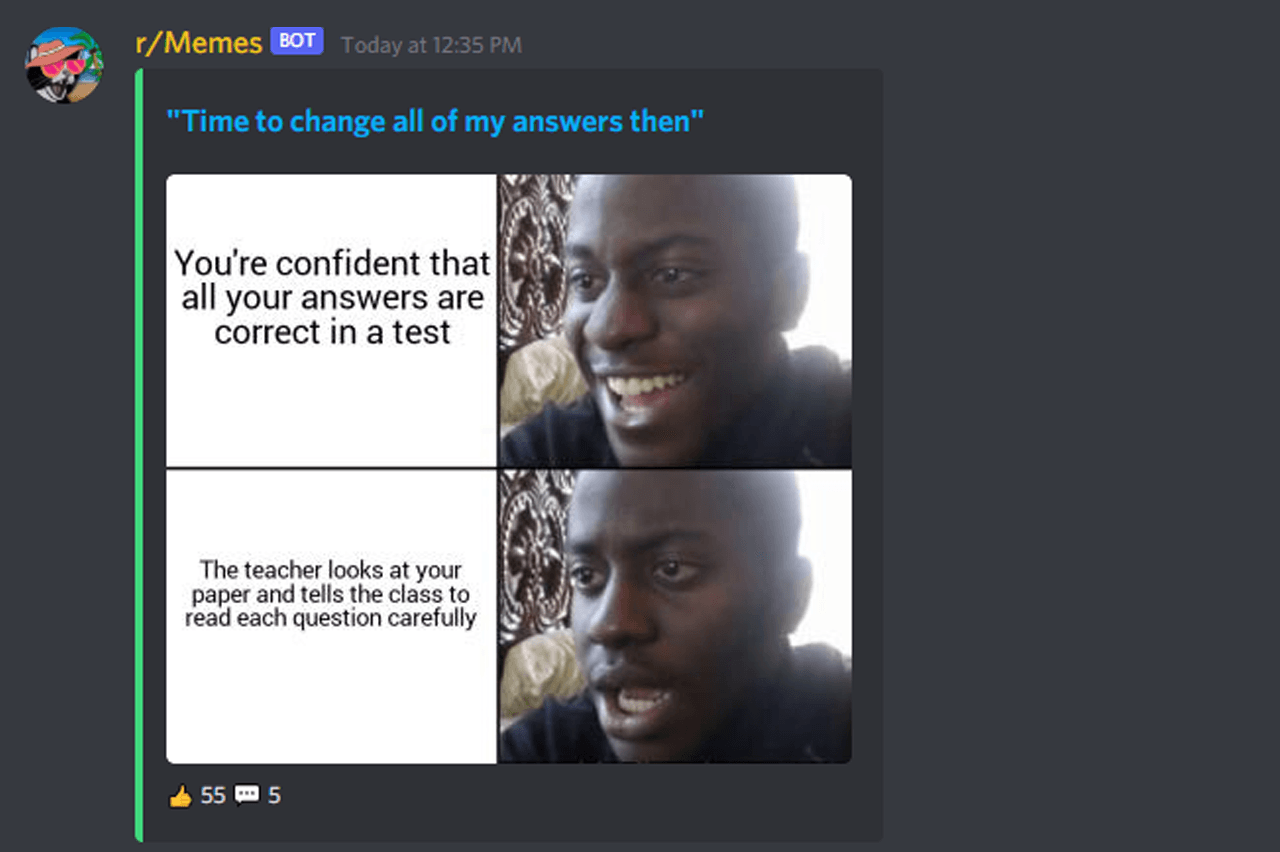 r/Memes BOT Today at 12:35 PM
"Time to change all of my answers then"
You're confident that
all your answers are
correct in a test
The teacher looks at your
paper and tells the class to
read each question carefully
55 5